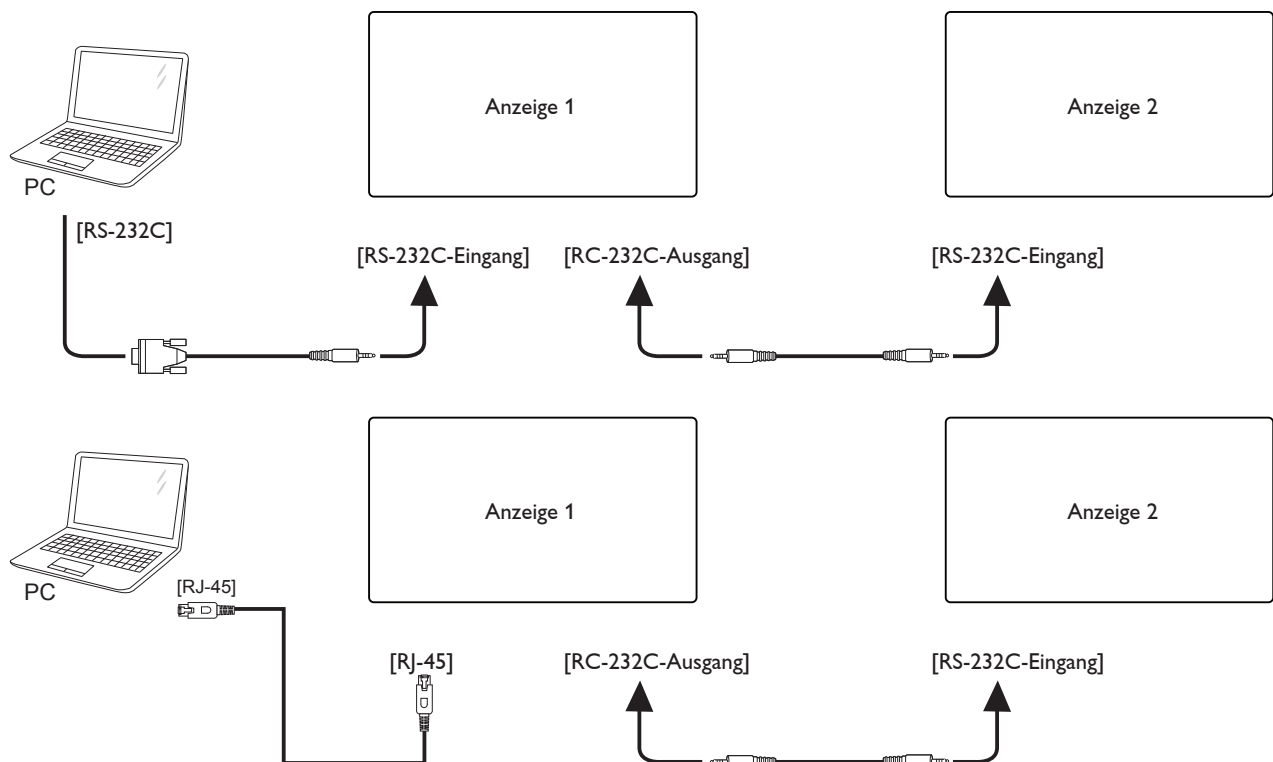 Anzeige 1
Anzeige 2
PC
[RS-232C]
[RS-232C-Eingang]
[RC-232C-Ausgang]
[RS-232C-Eingang]
Anzeige 1
Anzeige 2
PC
[RJ-45]
[RJ-45]
[RC-232C-Ausgang]
[RS-232C-Eingang]